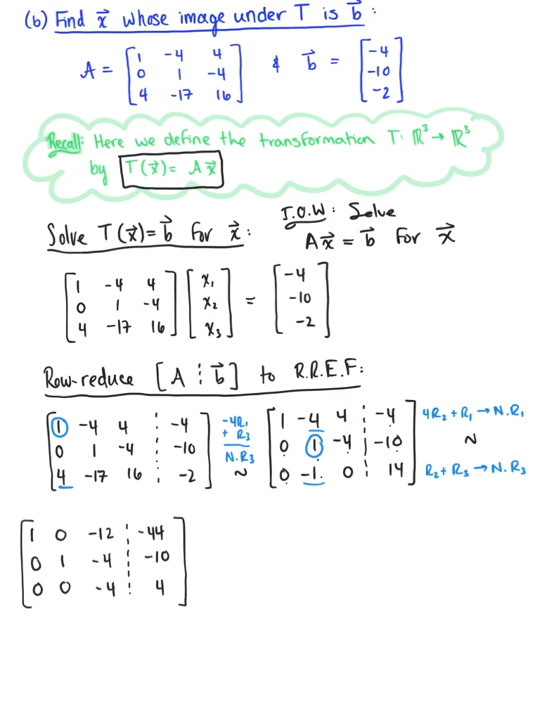 (b) Find x⃗ whose image under T is b⃗ :
A = [ 1 -4 4 ; 0 1 -4 ; 4 -17 16 ] & b⃗ = [ -4 ; -10 ; -2 ]
Recall: Here we define the transformation T: ℝ³ → ℝ³
by T(x⃗) = A x⃗
Solve T(x⃗) = b⃗ for x⃗ :
I.O.W: Solve
A x⃗ = b⃗ for x⃗
[ 1 -4 4 ; 0 1 -4 ; 4 -17 16 ] [ x₁ ; x₂ ; x₃ ] = [ -4 ; -10 ; -2 ]
Row-reduce [ A ¦ b⃗ ] to R.R.E.F:
[ 1 -4 4 ¦ -4 ; 0 1 -4 ¦ -10 ; 4 -17 16 ¦ -2 ]
-4R₁
+ R₃
N.R₃
~
[ 1 -4 4 ¦ -4 ; 0 1 -4 ¦ -10 ; 0 -1 0 ¦ 14 ]
4R₂ + R₁ → N.R₁
~
R₂ + R₃ → N.R₃
[ 1 0 -12 ¦ -44 ; 0 1 -4 ¦ -10 ; 0 0 -4 ¦ 4 ]